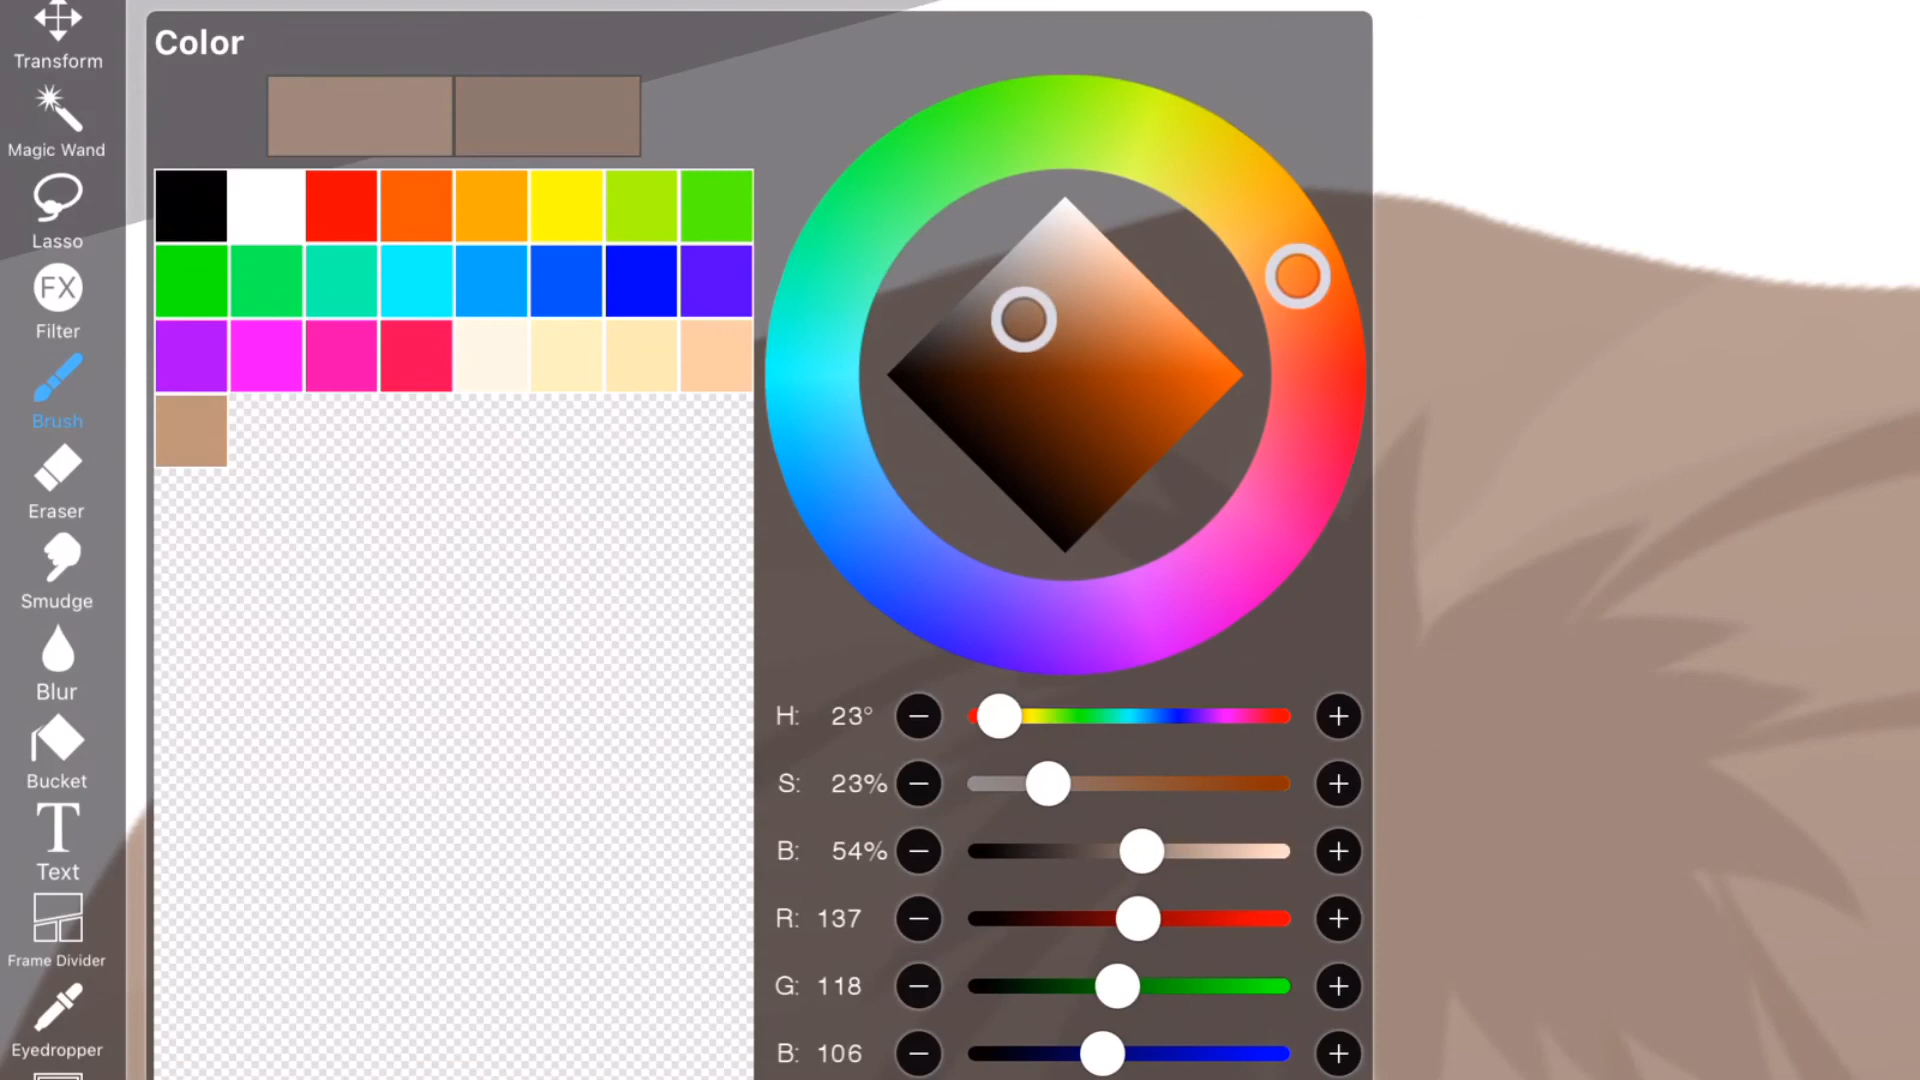 Color
Transform
Magic Wand
Lasso
FX
Filter
Brush
Eraser
Smudge
Blur
Bucket
T
Text
Frame Divider
Eyedropper
H: 23°
S: 23%
B: 54%
R: 137
G: 118
B: 106